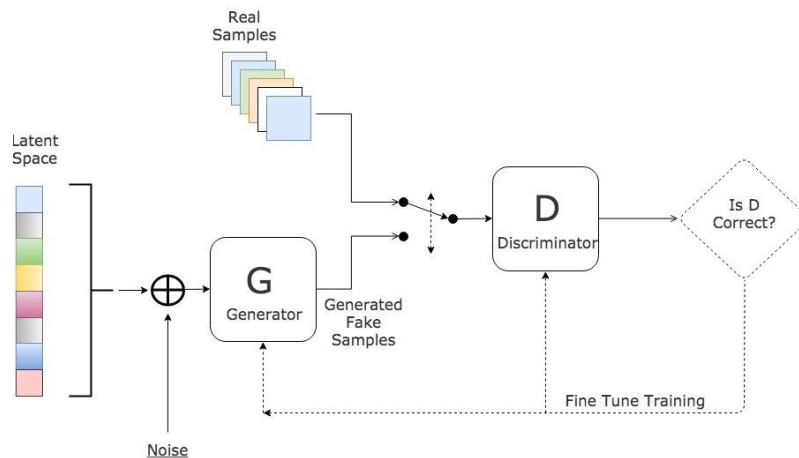 Real
Samples
Latent
Space
D
Discriminator
Is D
Correct?
G
Generator
Generated
Fake
Samples
Fine Tune Training
Noise